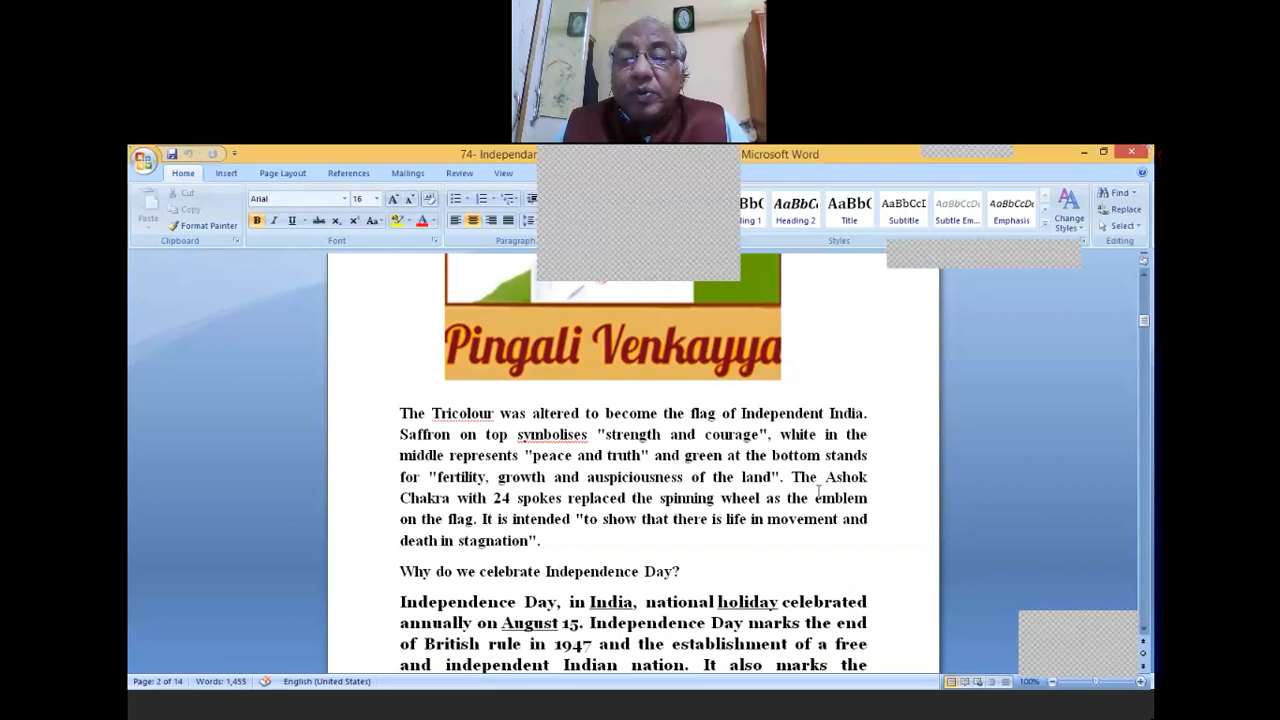 74- Independan
Microsoft Word
Home Insert Page Layout References Mailings Review View
Paste
Cut
Copy
Format Painter
Clipboard
Arial 16
Font
Paragraph
AaBbCcI AaBbCcDd AaBbCcDd
Heading 2 Title Subtitle Subtle Em... Emphasis
Change
Styles
Styles
Find
Replace
Select
Editing
Pingali Venkayya
The Tricolour was altered to become the flag of Independent India.
Saffron on top symbolises "strength and courage", white in the
middle represents "peace and truth" and green at the bottom stands
for "fertility, growth and auspiciousness of the land". The Ashok
Chakra with 24 spokes replaced the spinning wheel as the emblem
on the flag. It is intended "to show that there is life in movement and
death in stagnation".
Why do we celebrate Independence Day?
Independence Day, in India, national holiday celebrated
annually on August 15. Independence Day marks the end
of British rule in 1947 and the establishment of a free
and independent Indian nation. It also marks the
Page: 2 of 14 Words: 1,455 English (United States) 100%